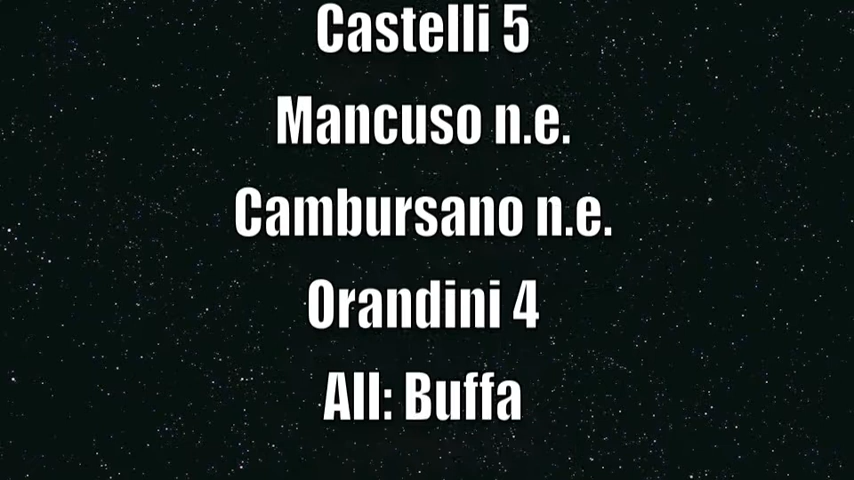 Castelli 5
Mancuso n.e.
Cambursano n.e.
Orandini 4
All: Buffa